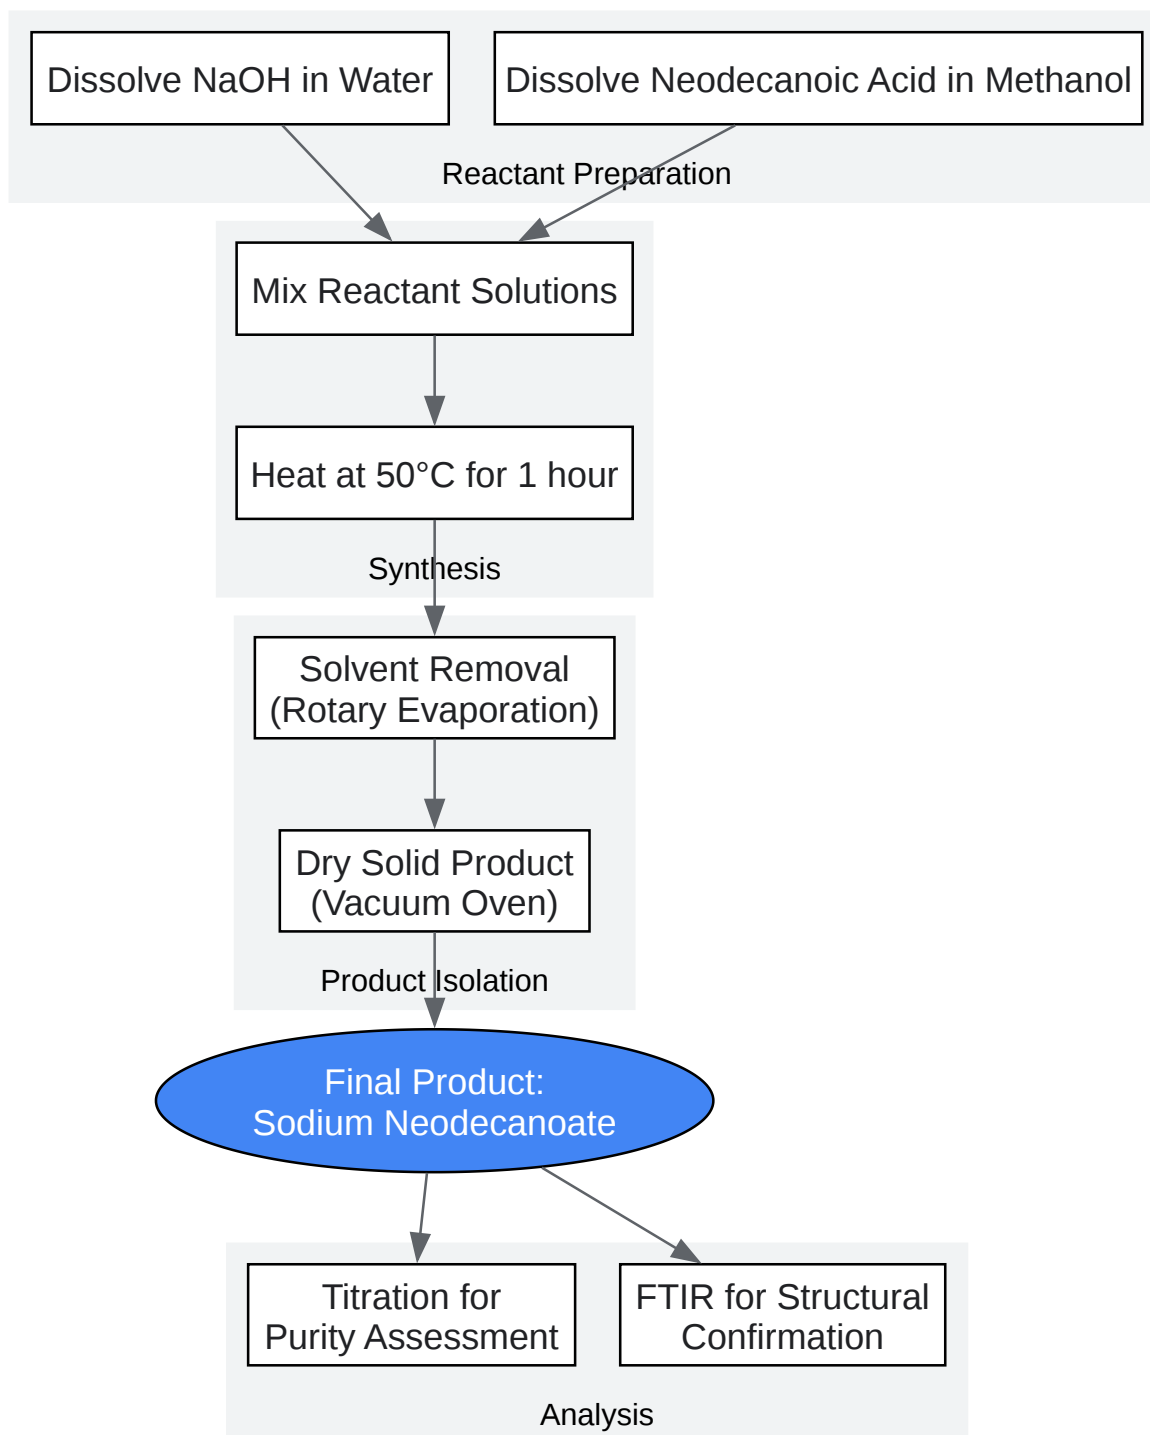 Dissolve NaOH in Water
Dissolve Neodecanoic Acid in Methanol
Reactant Preparation
Mix Reactant Solutions
Heat at 50°C for 1 hour
Synthesis
Solvent Removal
(Rotary Evaporation)
Dry Solid Product
(Vacuum Oven)
Product Isolation
Final Product:
Sodium Neodecanoate
Titration for
Purity Assessment
FTIR for Structural
Confirmation
Analysis